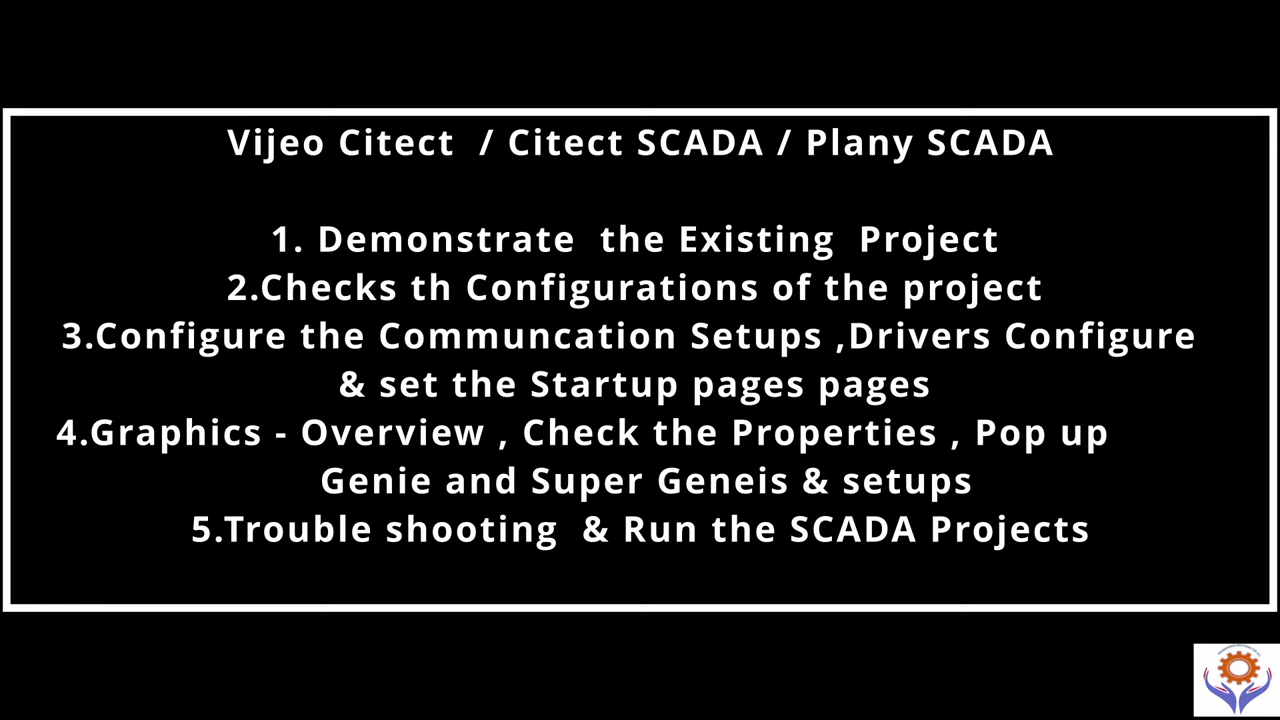 Vijeo Citect / Citect SCADA / Plany SCADA
1. Demonstrate the Existing Project
2.Checks th Configurations of the project
3.Configure the Communcation Setups ,Drivers Configure
& set the Startup pages pages
4.Graphics - Overview , Check the Properties , Pop up
Genie and Super Geneis & setups
5.Trouble shooting & Run the SCADA Projects